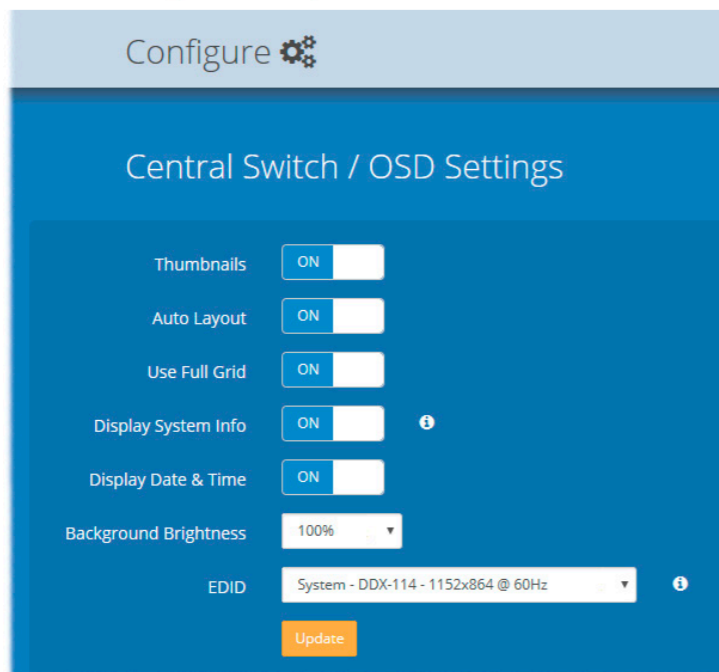 Configure
Central Switch / OSD Settings
Thumbnails ON
Auto Layout ON
Use Full Grid ON
Display System Info ON
Display Date & Time ON
Background Brightness 100%
EDID System - DDX-114 - 1152x864 @ 60Hz
Update